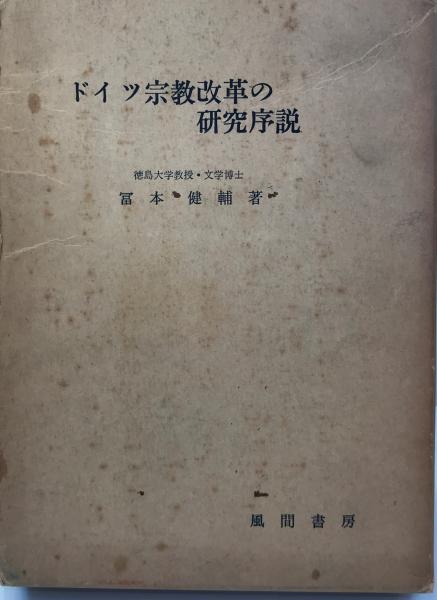 ドイツ宗教改革の
研究序説
徳島大学教授・文学博士
冨本健輔著
風間書房